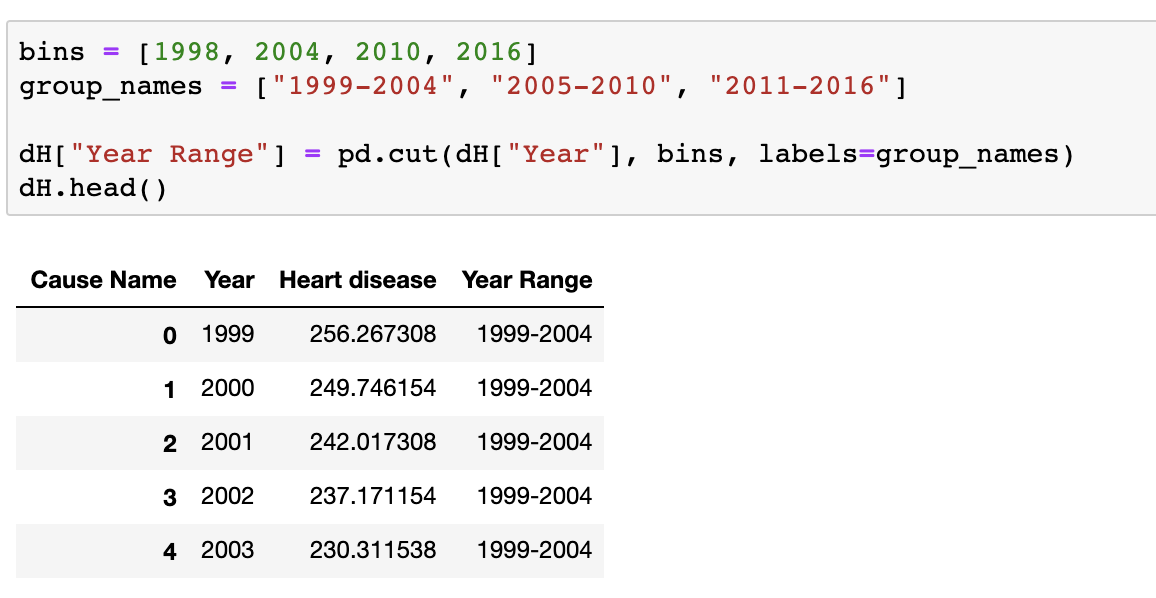 bins = [1998, 2004, 2010, 2016]
group_names = ["1999-2004", "2005-2010", "2011-2016"]
dH["Year Range"] = pd.cut(dH["Year"], bins, labels=group_names)
dH.head()
Cause Name Year Heart disease Year Range
0 1999 256.267308 1999-2004
1 2000 249.746154 1999-2004
2 2001 242.017308 1999-2004
3 2002 237.171154 1999-2004
4 2003 230.311538 1999-2004